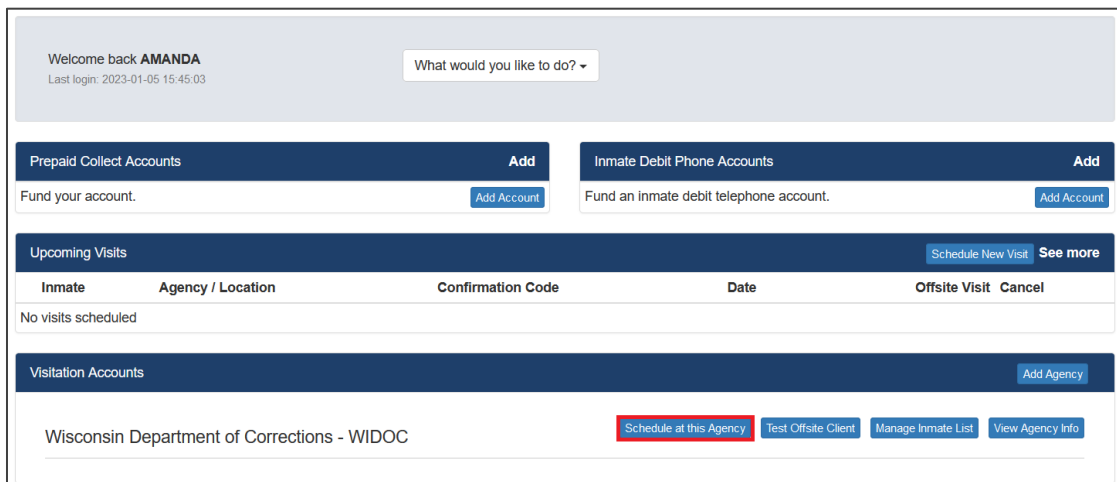 Welcome back AMANDA
Last login: 2023-01-05 15:45:03
What would you like to do?
Prepaid Collect Accounts Add
Fund your account. Add Account
Inmate Debit Phone Accounts Add
Fund an inmate debit telephone account. Add Account
Upcoming Visits Schedule New Visit See more
Inmate Agency / Location Confirmation Code Date Offsite Visit Cancel
No visits scheduled
Visitation Accounts Add Agency
Wisconsin Department of Corrections - WIDOC Schedule at this Agency Test Offsite Client Manage Inmate List View Agency Info